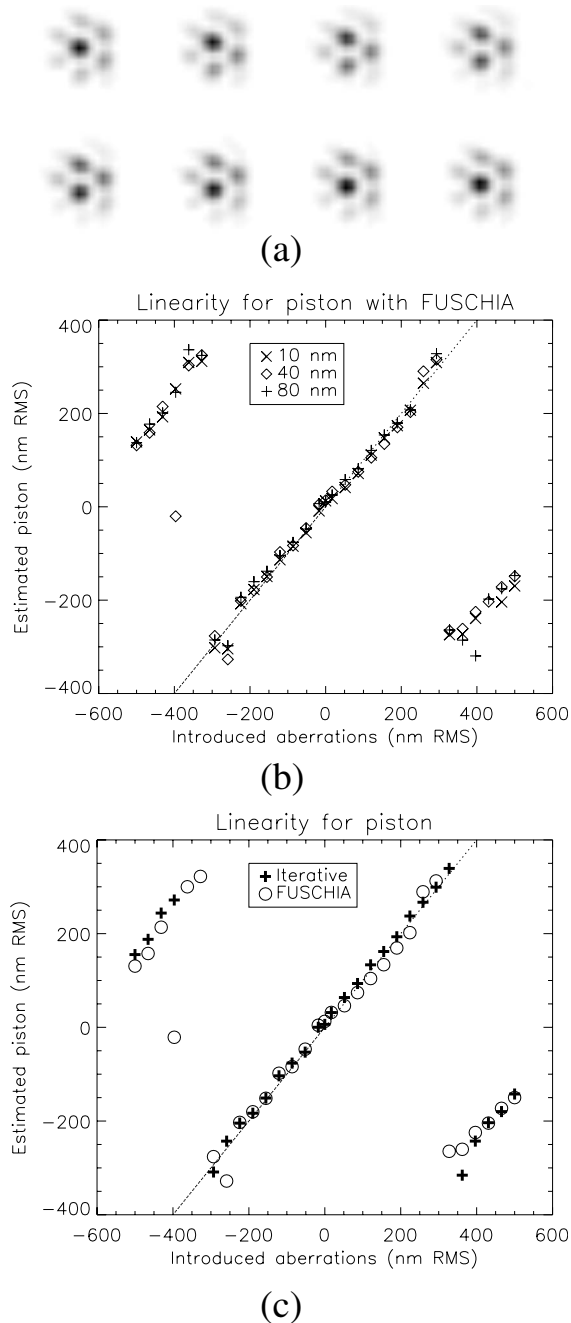 (a)
Linearity for piston with FUSCHIA
400
200
0
−200
−400
Estimated piston (nm RMS)
× 10 nm
◇ 40 nm
+ 80 nm
−600 −400 −200 0 200 400 600
Introduced aberrations (nm RMS)
(b)
Linearity for piston
400
200
0
−200
−400
Estimated piston (nm RMS)
+ Iterative
○ FUSCHIA
−600 −400 −200 0 200 400 600
Introduced aberrations (nm RMS)
(c)